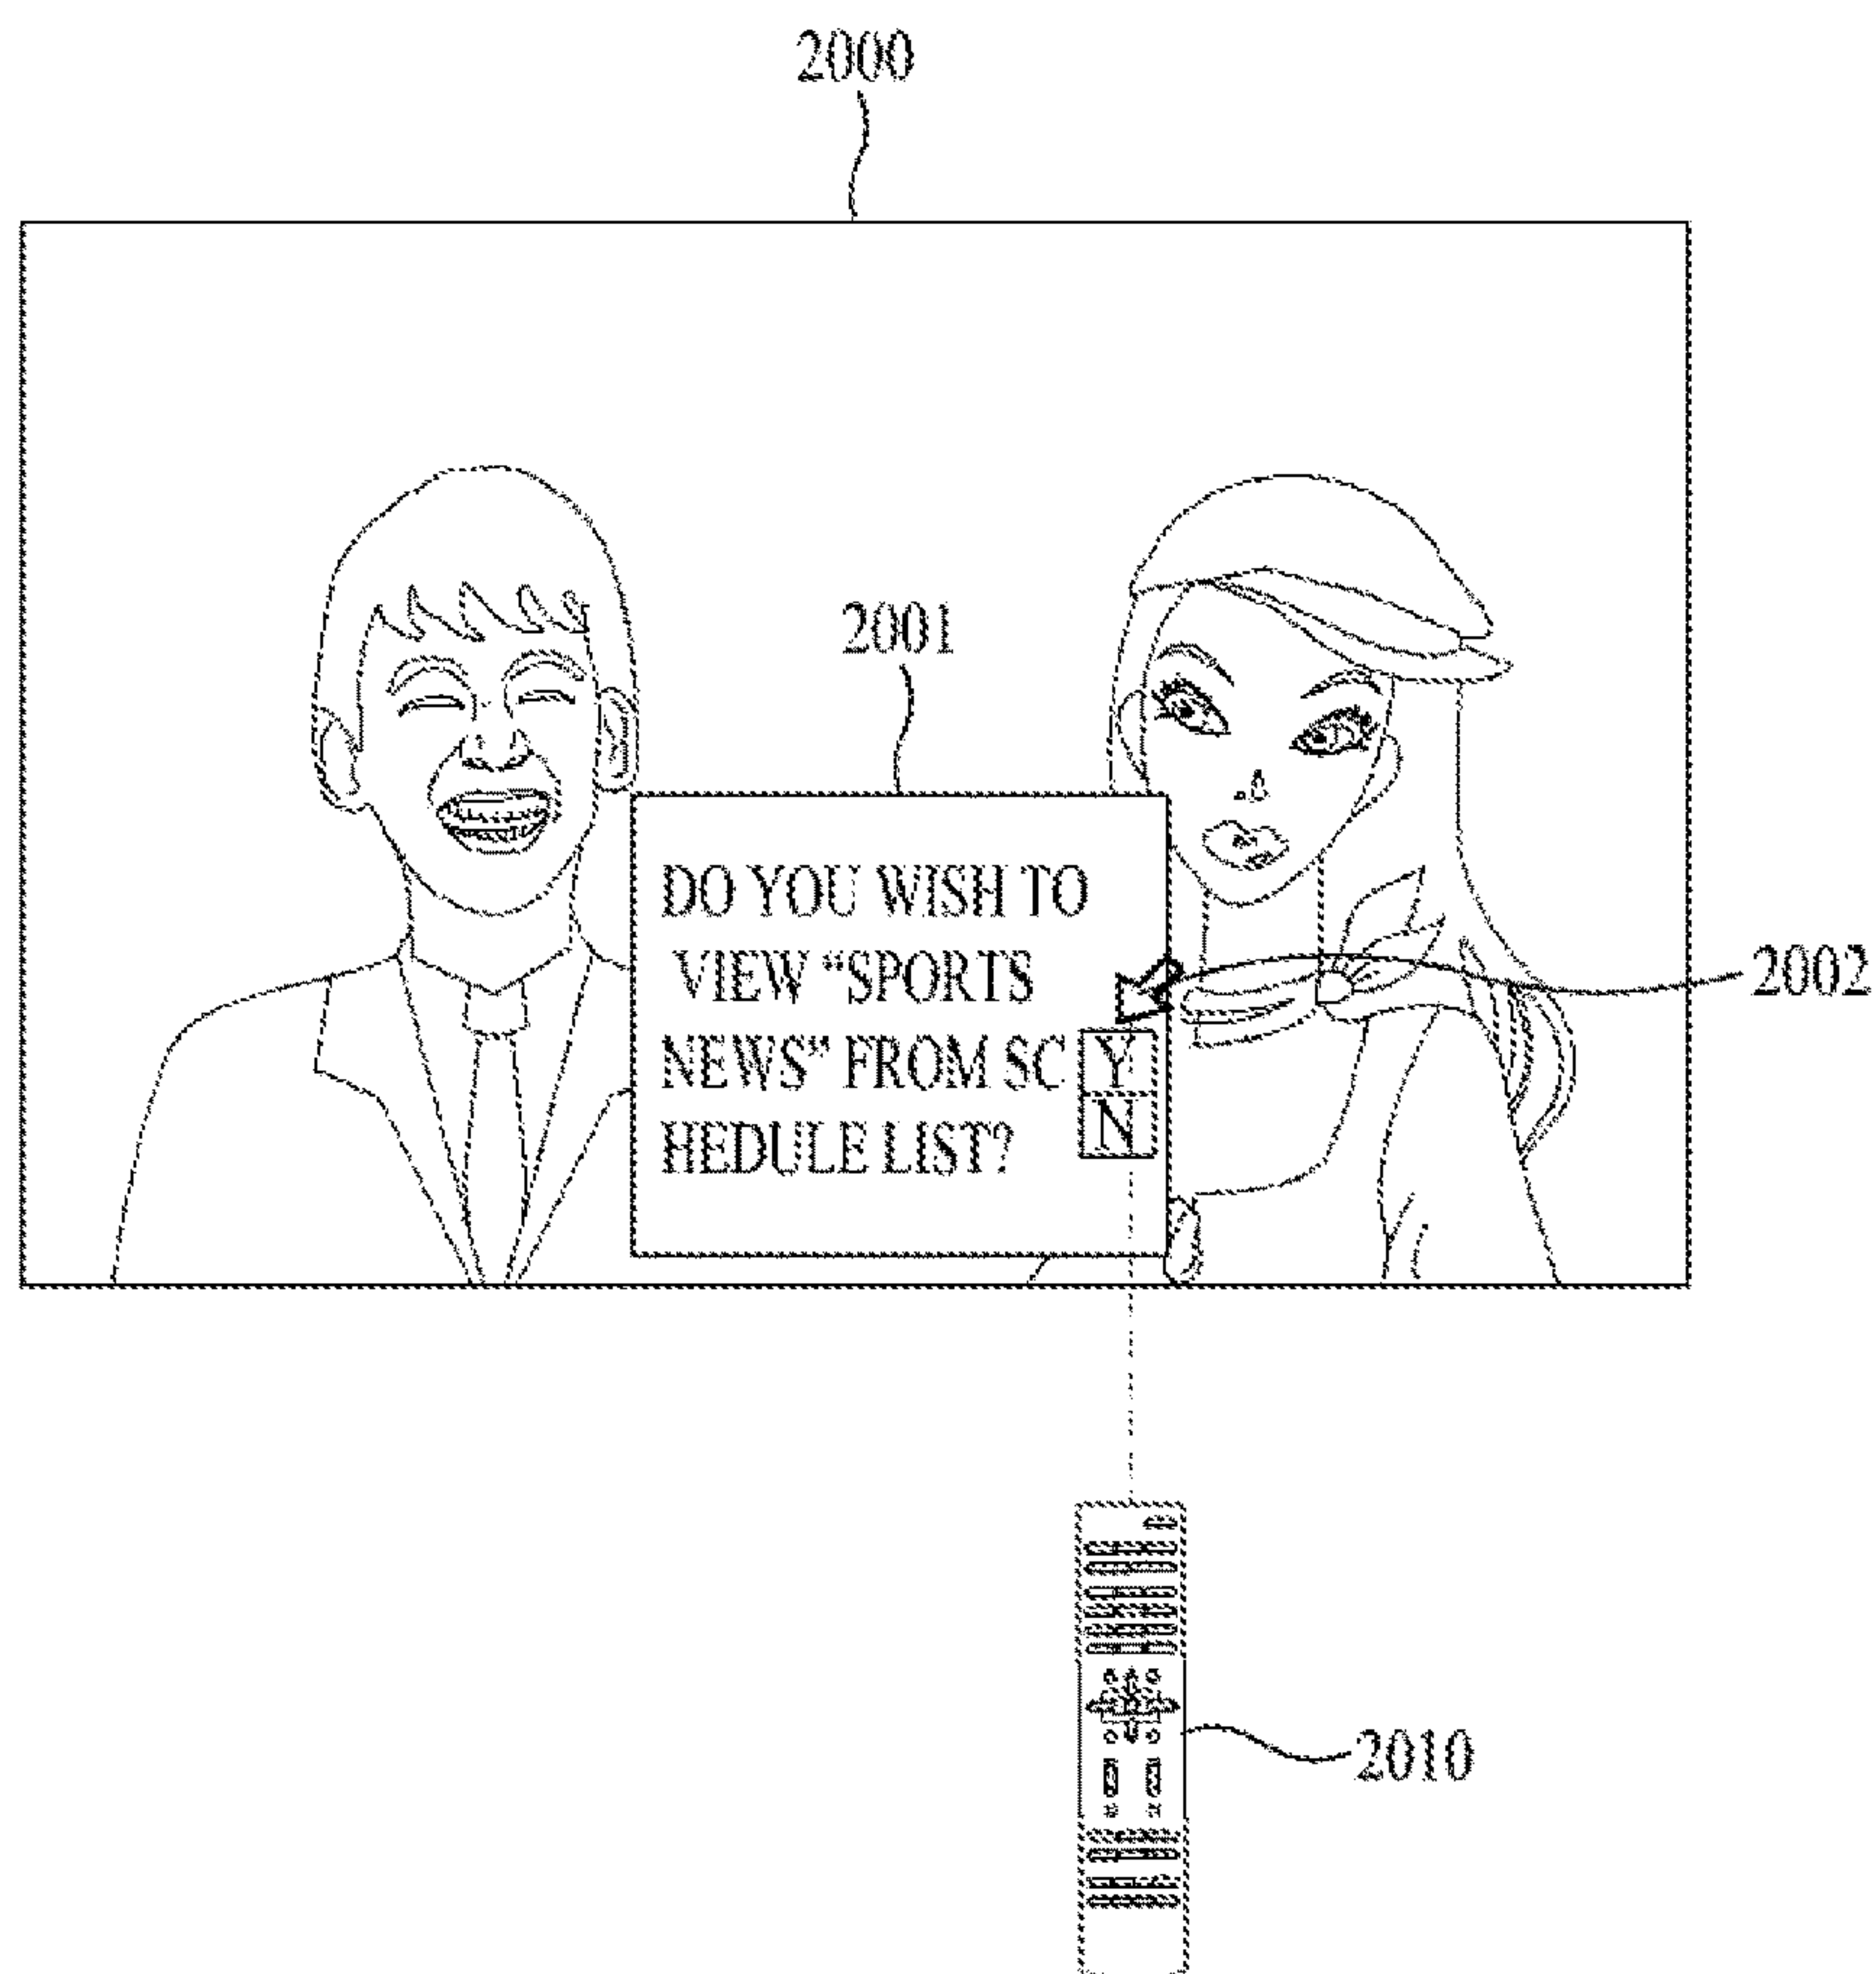 2000
2001
DO YOU WISH TO
VIEW “SPORTS
NEWS” FROM SC
HEDULE LIST?
Y
N
2002
2010